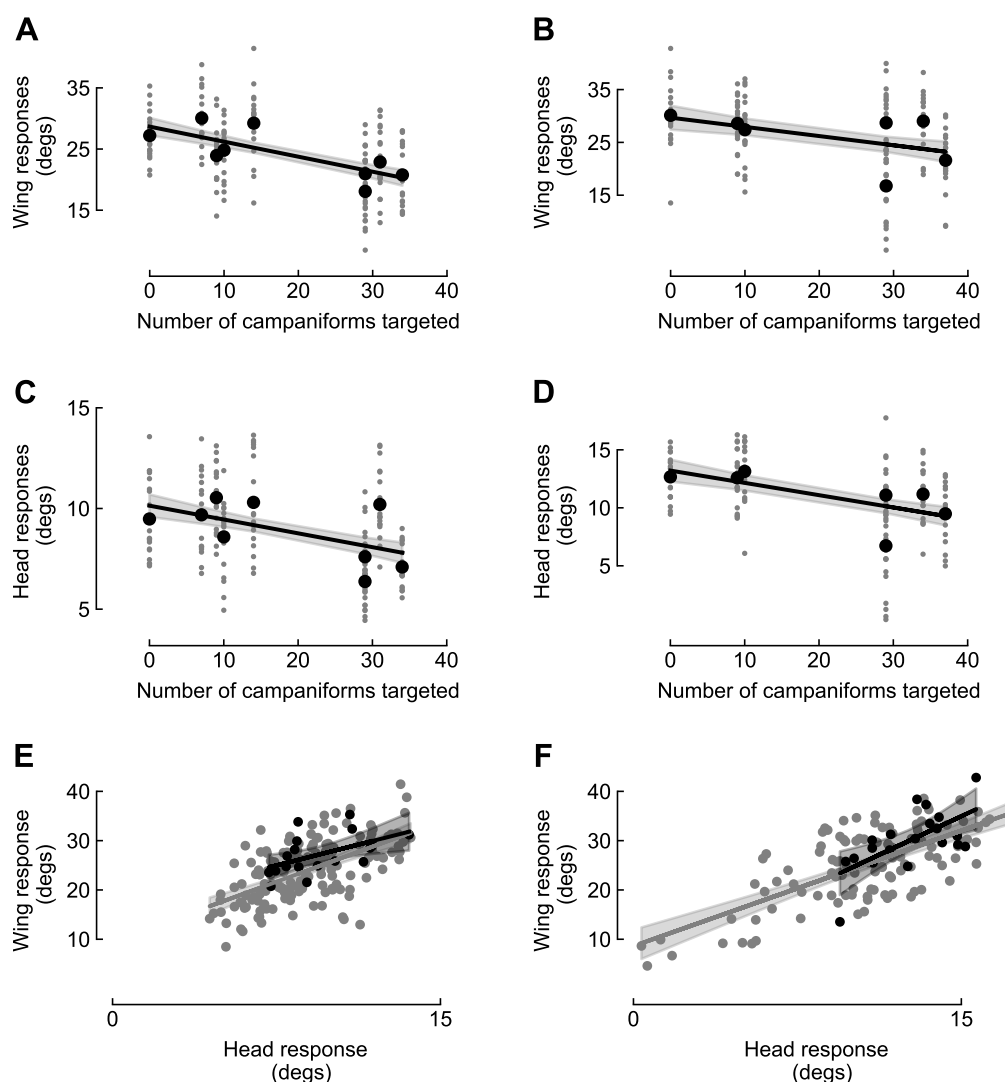 A
Wing responses
(degs)
35
25
15
0 10 20 30 40
Number of campaniforms targeted
B
Wing responses
(degs)
35
25
15
0 10 20 30 40
Number of campaniforms targeted
C
Head responses
(degs)
15
10
5
0 10 20 30 40
Number of campaniforms targeted
D
Head responses
(degs)
15
10
5
0 10 20 30 40
Number of campaniforms targeted
E
Wing response
(degs)
40
30
20
10
0 15
Head response
(degs)
F
Wing response
(degs)
40
30
20
10
0 15
Head response
(degs)